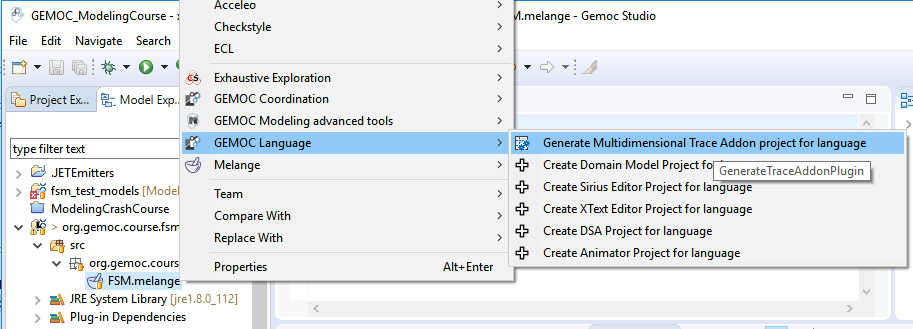 GEMOC_ModelingCourse - x
M.melange - Gemoc Studio
File Edit Navigate Search
Acceleo
Checkstyle
ECL
Exhaustive Exploration
GEMOC Coordination
GEMOC Modeling advanced tools
GEMOC Language
Melange
Team
Compare With
Replace With
Properties Alt+Enter
Generate Multidimensional Trace Addon project for language
Create Domain Model Project for
GenerateTraceAddonPlugin
Create Sirius Editor Project for language
Create XText Editor Project for language
Create DSA Project for language
Create Animator Project for language
Project Ex... Model Exp...
type filter text
JETEmitters
fsm_test_models [Model
ModelingCrashCourse
> org.gemoc.course.fsm
src
org.gemoc.cours
FSM.melange
JRE System Library [jre1.8.0_112]
Plug-in Dependencies